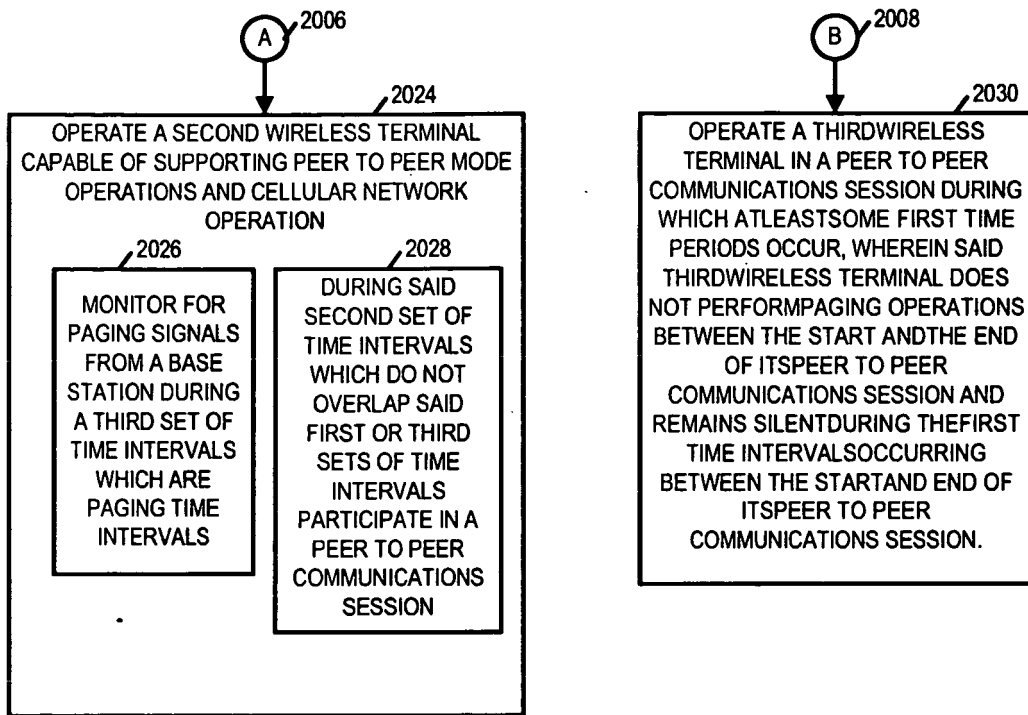 A
2006
2024
OPERATE A SECOND WIRELESS TERMINAL
CAPABLE OF SUPPORTING PEER TO PEER MODE
OPERATIONS AND CELLULAR NETWORK
OPERATION
2026
MONITOR FOR
PAGING SIGNALS
FROM A BASE
STATION DURING
A THIRD SET OF
TIME INTERVALS
WHICH ARE
PAGING TIME
INTERVALS
2028
DURING SAID
SECOND SET OF
TIME INTERVALS
WHICH DO NOT
OVERLAP SAID
FIRST OR THIRD
SETS OF TIME
INTERVALS
PARTICIPATE IN A
PEER TO PEER
COMMUNICATIONS
SESSION
B
2008
2030
OPERATE A THIRDWIRELESS
TERMINAL IN A PEER TO PEER
COMMUNICATIONS SESSION DURING
WHICH ATLEASTSOME FIRST TIME
PERIODS OCCUR, WHEREIN SAID
THIRDWIRELESS TERMINAL DOES
NOT PERFORMPAGING OPERATIONS
BETWEEN THE START ANDTHE END
OF ITSPEER TO PEER
COMMUNICATIONS SESSION AND
REMAINS SILENTDURING THEFIRST
TIME INTERVALSOCCURRING
BETWEEN THE STARTAND END OF
ITSPEER TO PEER
COMMUNICATIONS SESSION.